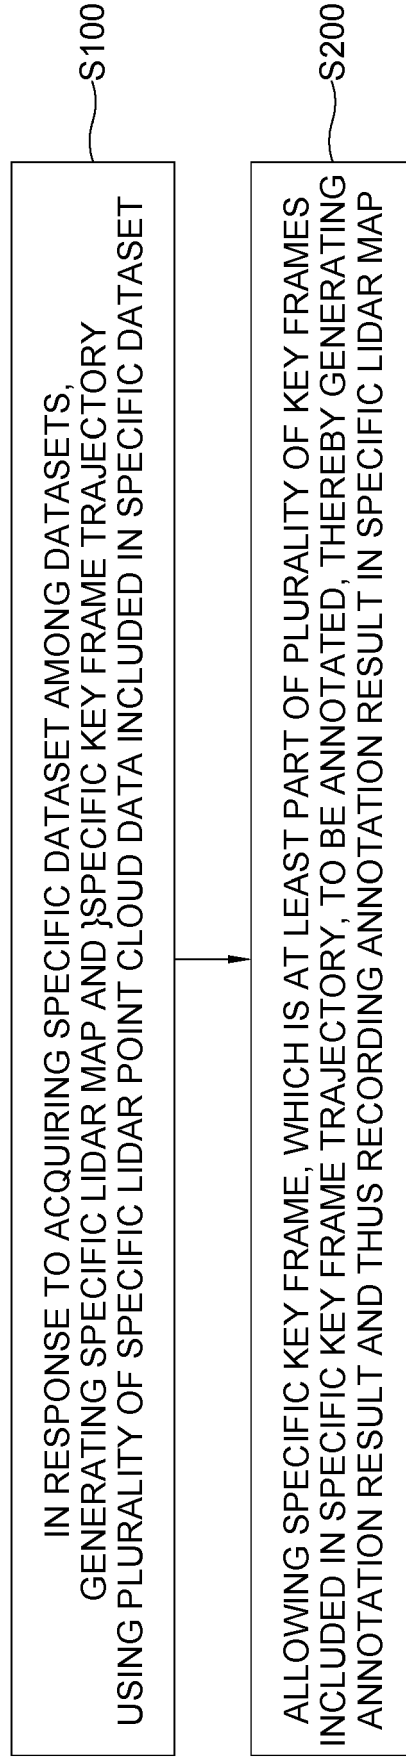 IN RESPONSE TO ACQUIRING SPECIFIC DATASET AMONG DATASETS,
GENERATING SPECIFIC LIDAR MAP AND }SPECIFIC KEY FRAME TRAJECTORY
USING PLURALITY OF SPECIFIC LIDAR POINT CLOUD DATA INCLUDED IN SPECIFIC DATASET
S100
ALLOWING SPECIFIC KEY FRAME, WHICH IS AT LEAST PART OF PLURALITY OF KEY FRAMES
INCLUDED IN SPECIFIC KEY FRAME TRAJECTORY, TO BE ANNOTATED, THEREBY GENERATING
ANNOTATION RESULT AND THUS RECORDING ANNOTATION RESULT IN SPECIFIC LIDAR MAP
S200